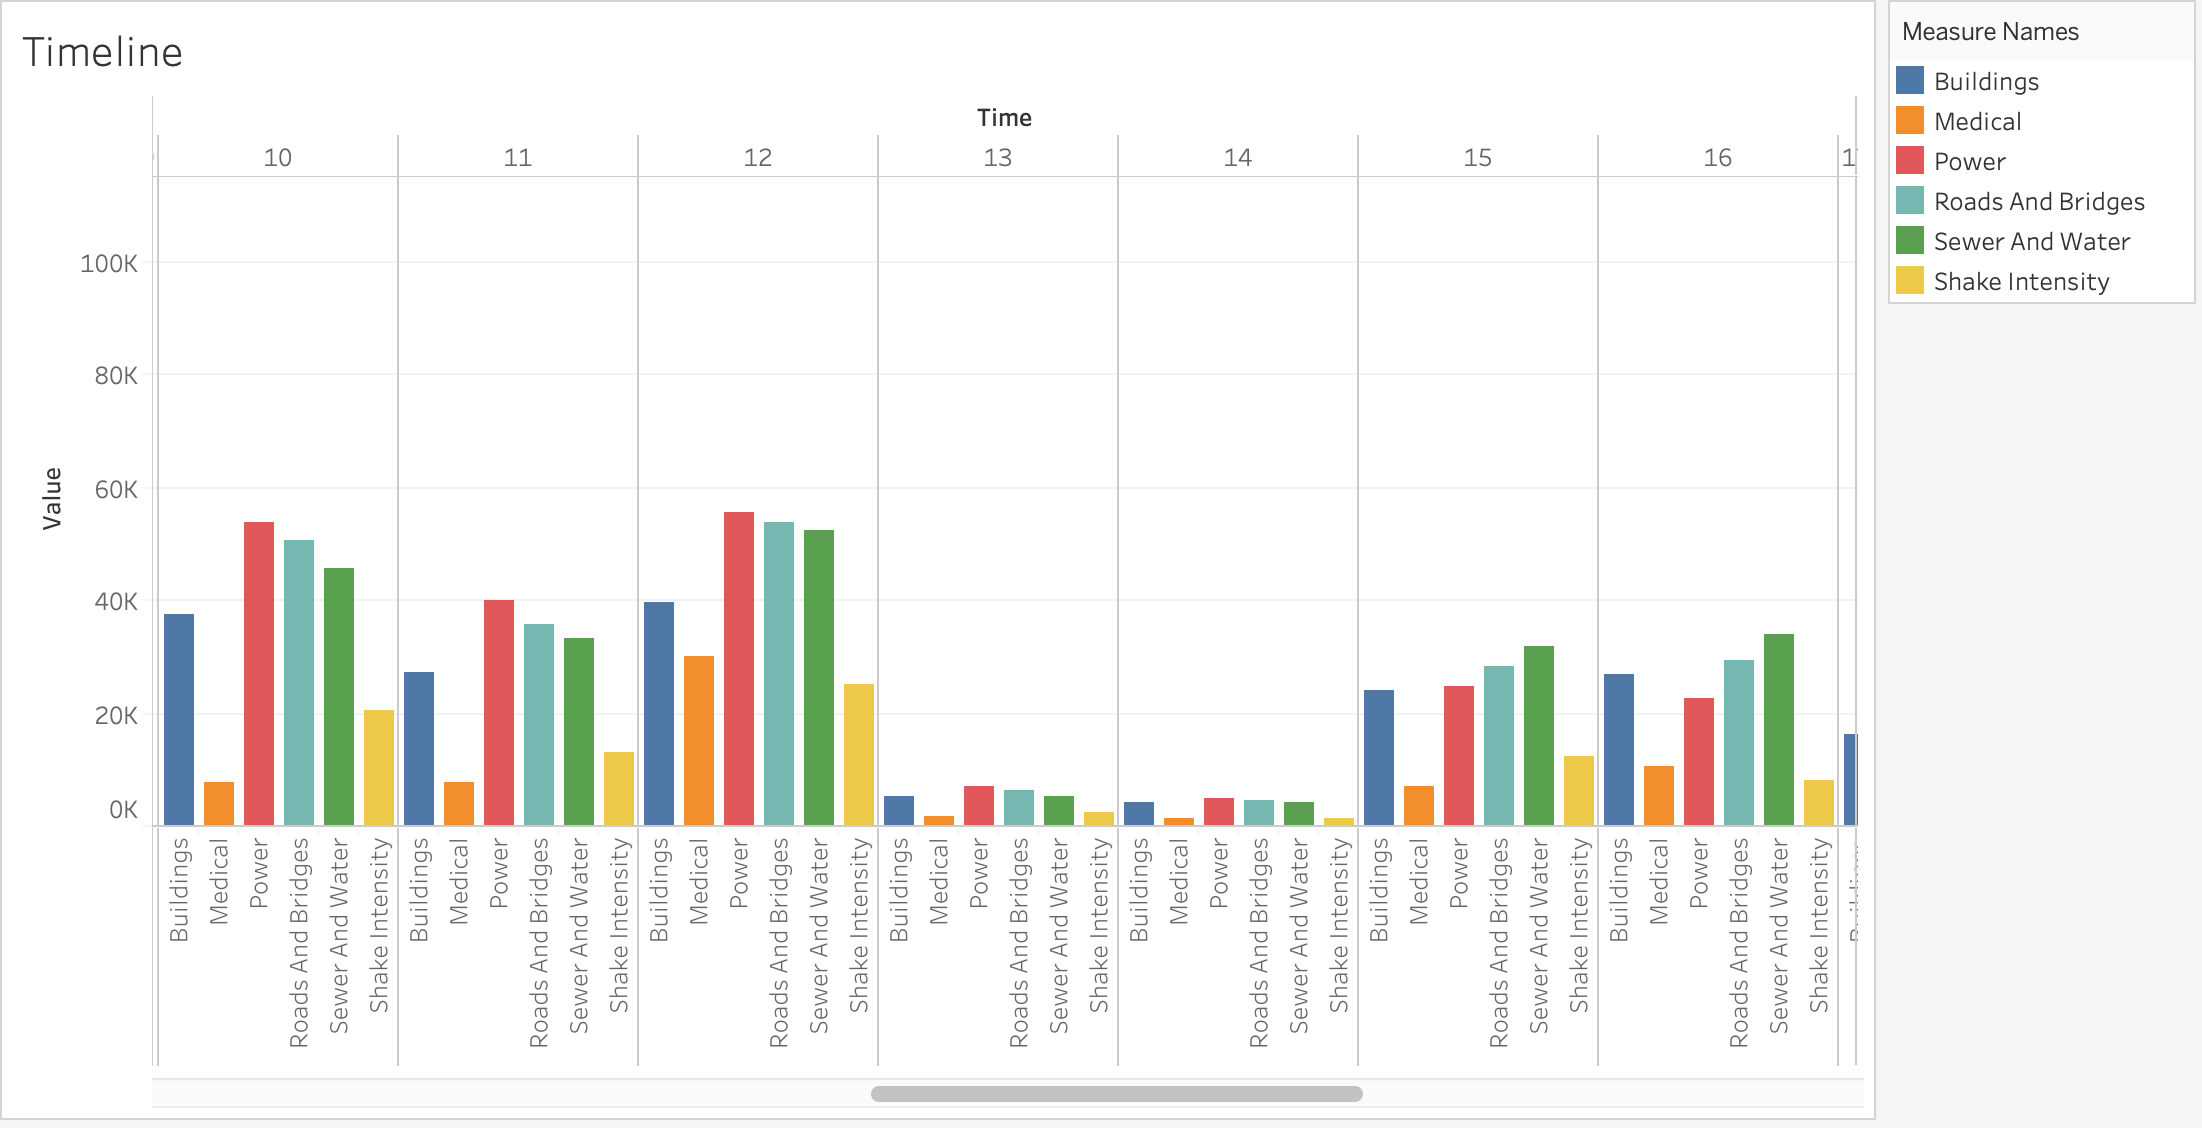 Timeline
Time
10 11 12 13 14 15 16
100K
80K
60K
40K
20K
0K
Value
Buildings Medical Power Roads And Bridges Sewer And Water Shake Intensity Buildings Medical Power Roads And Bridges Sewer And Water Shake Intensity Buildings Medical Power Roads And Bridges Sewer And Water Shake Intensity Buildings Medical Power Roads And Bridges Sewer And Water Shake Intensity Buildings Medical Power Roads And Bridges Sewer And Water Shake Intensity Buildings Medical Power Roads And Bridges Sewer And Water Shake Intensity Buildings Medical Power Roads And Bridges Sewer And Water Shake Intensity
Measure Names
Buildings
Medical
Power
Roads And Bridges
Sewer And Water
Shake Intensity